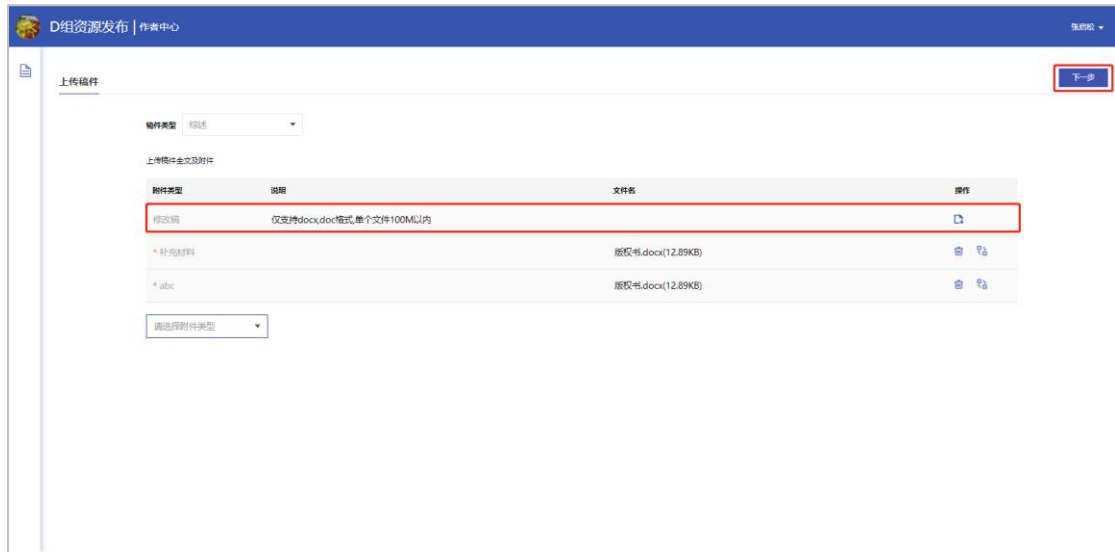 D组资源发布 | 作者中心
张启松
上传稿件
下一步
稿件类型 综述
上传稿件全文及附件
附件类型 说明 文件名 操作
修改稿 仅支持docx,doc格式,单个文件100M以内
* 补充材料 版权书.docx(12.89KB)
* abc 版权书.docx(12.89KB)
请选择附件类型